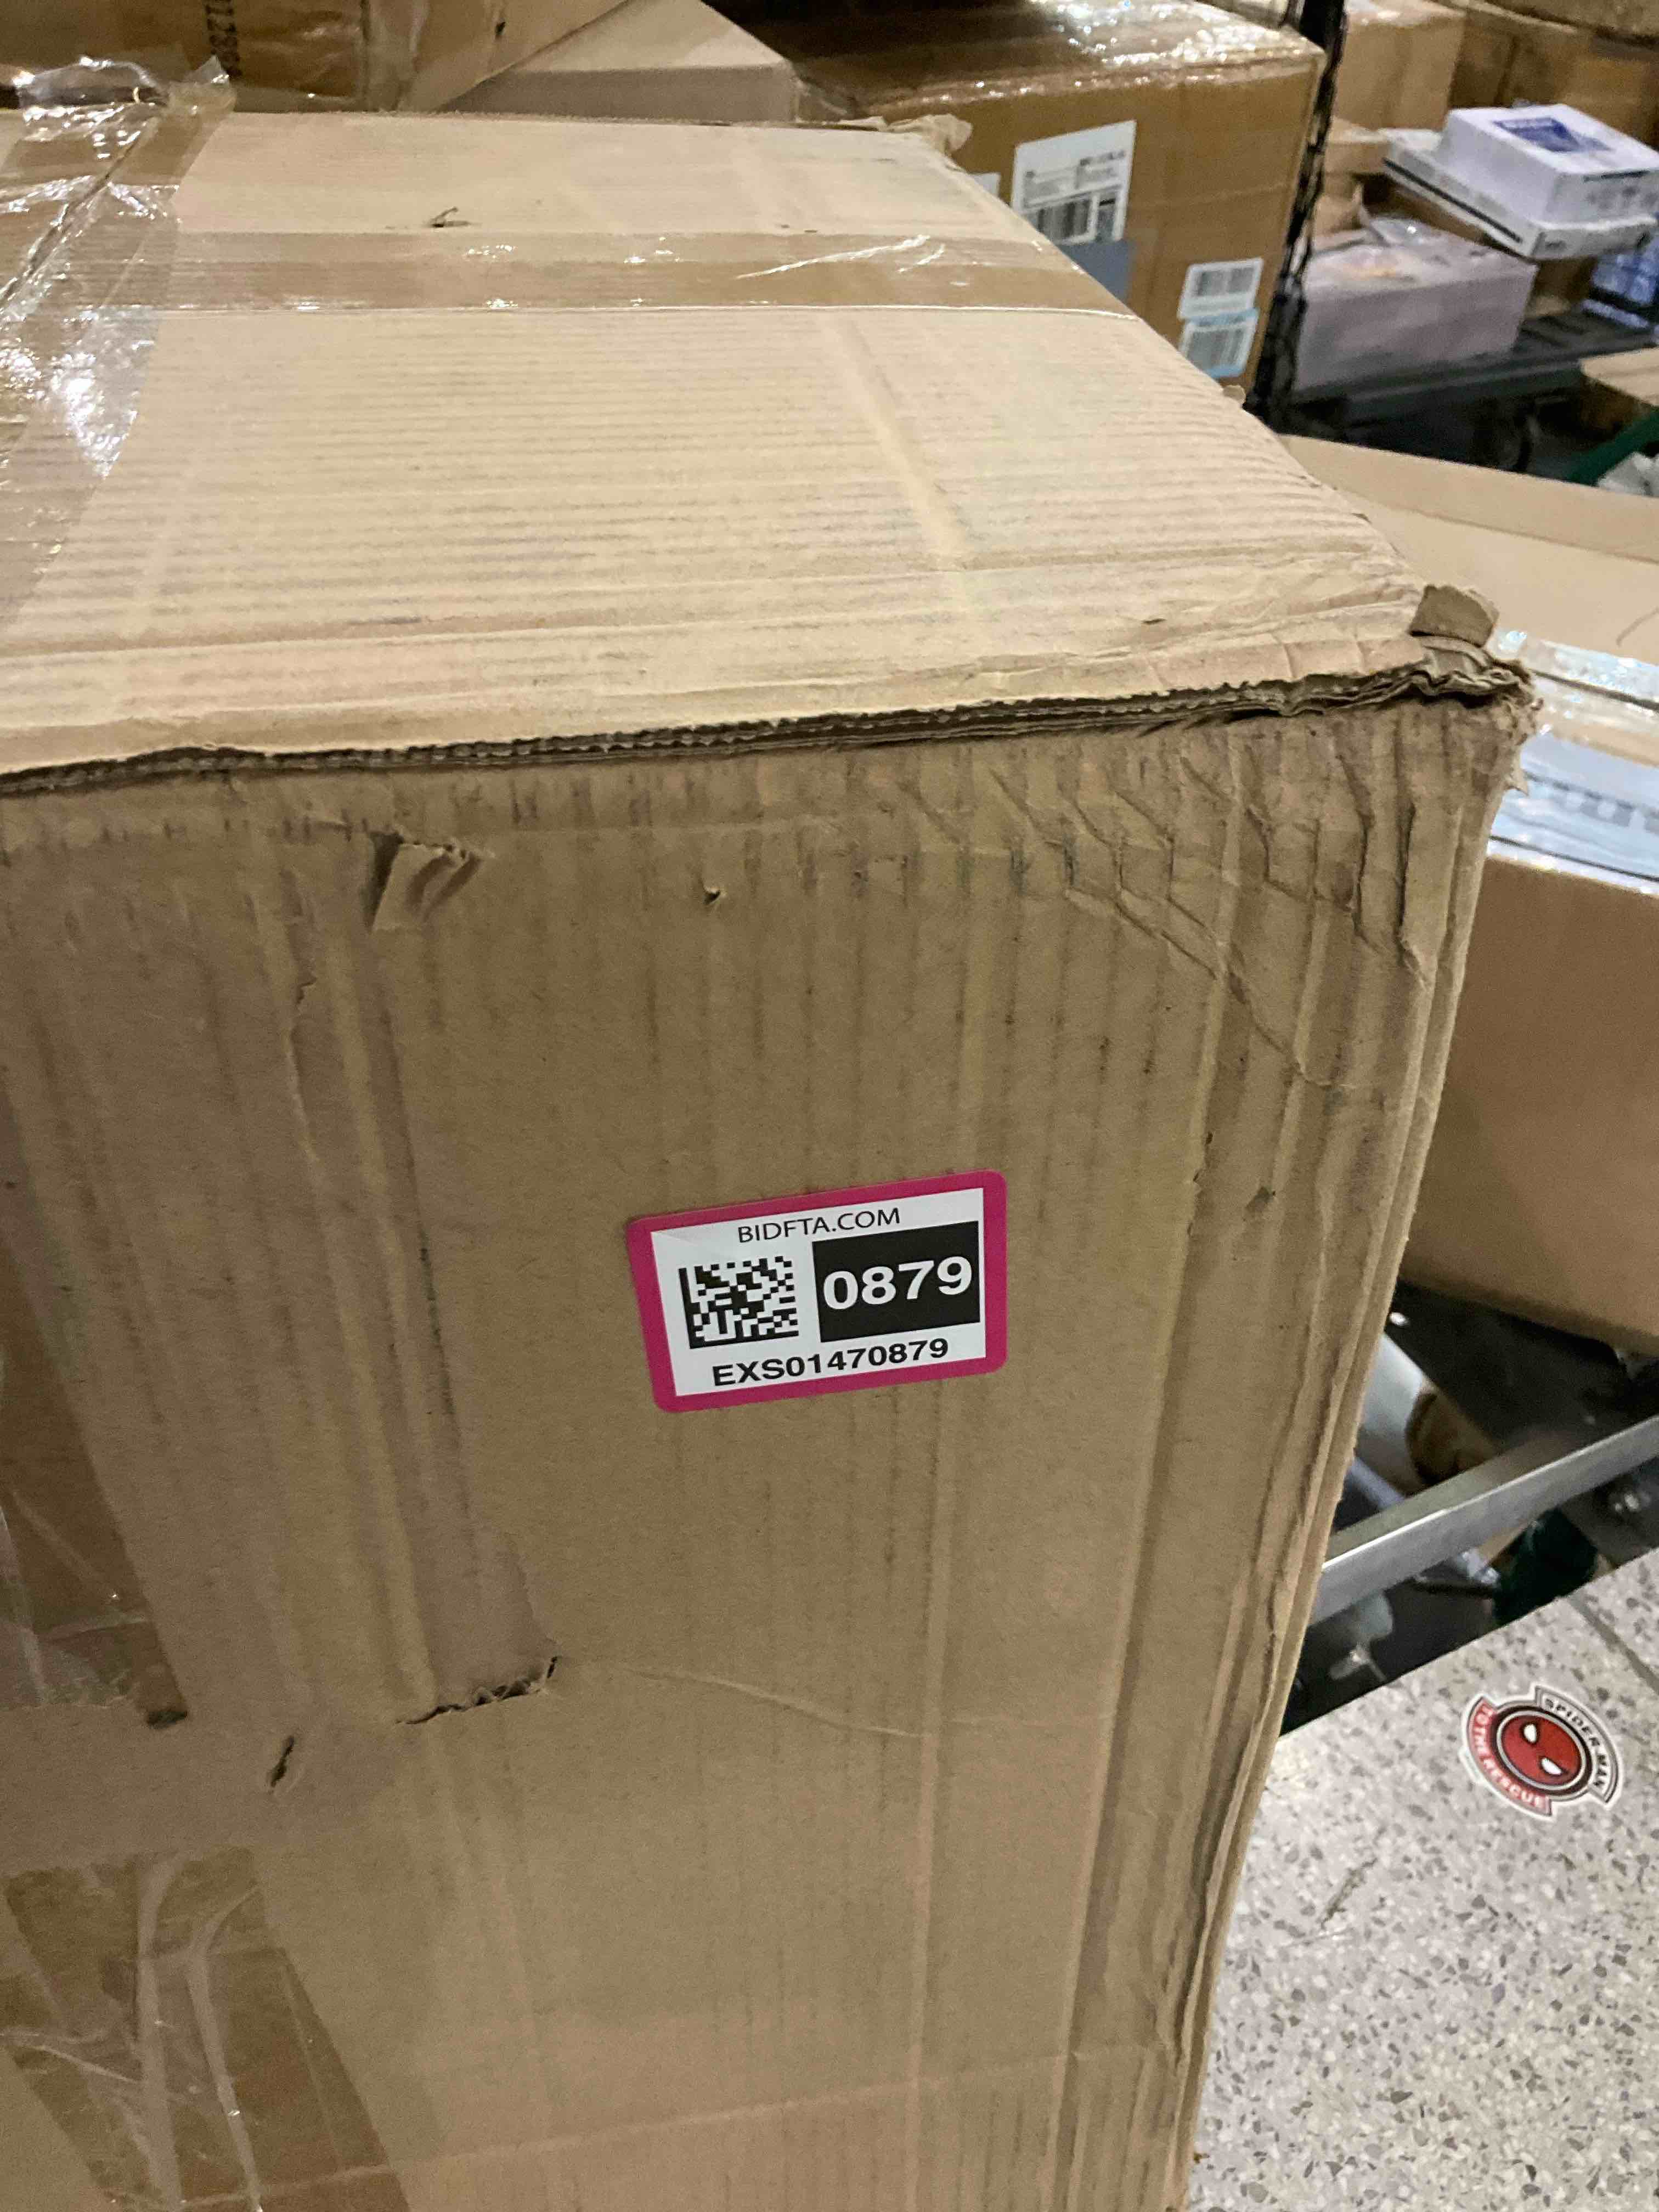 BIDFTA.COM
0879
EXS01470879
SPIDER-MAN
TO THE RESCUE